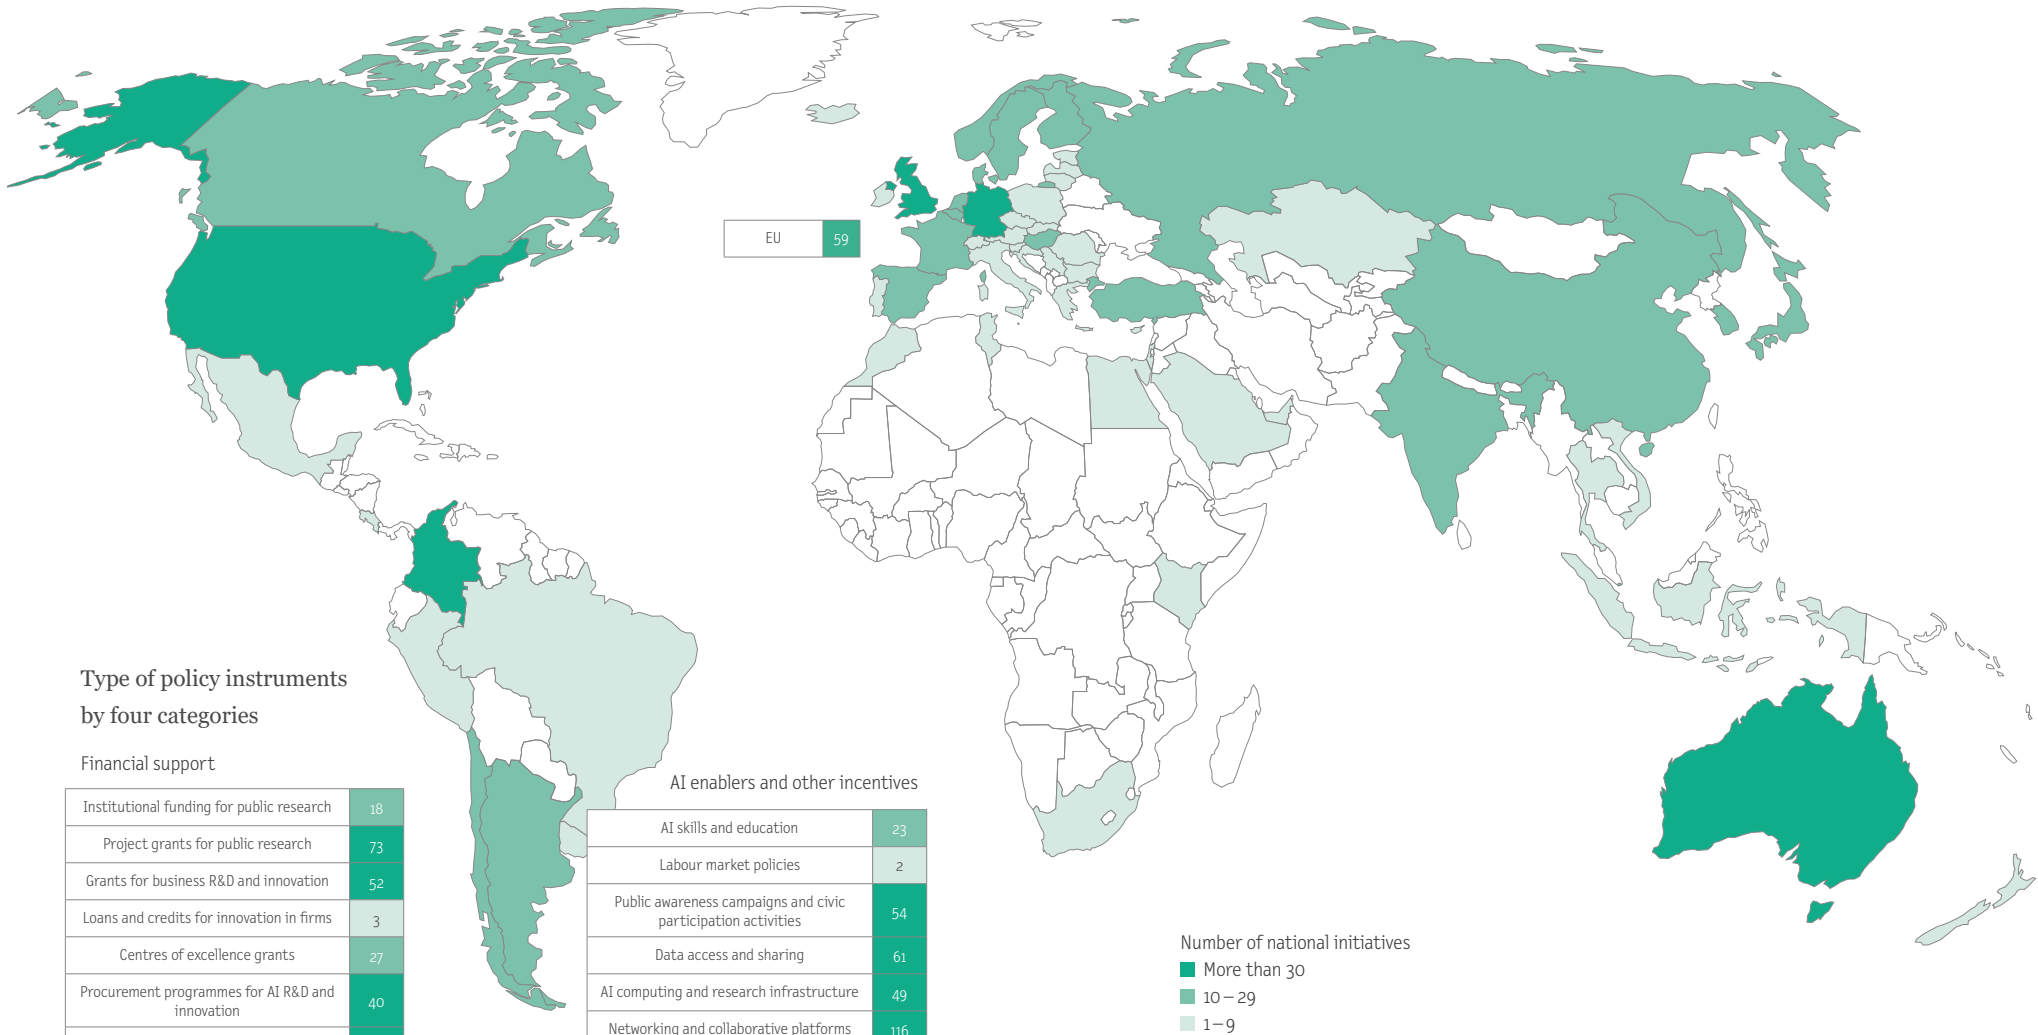 EU
59
Type of policy instruments
by four categories
Financial support
Institutional funding for public research
18
Project grants for public research
73
Grants for business R&D and innovation
52
Loans and credits for innovation in firms
3
Centres of excellence grants
27
Procurement programmes for AI R&D and
innovation
40
AI enablers and other incentives
AI skills and education
23
Labour market policies
2
Public awareness campaigns and civic
participation activities
54
Data access and sharing
61
AI computing and research infrastructure
49
Networking and collaborative platforms
116
Number of national initiatives
More than 30
10–29
1–9